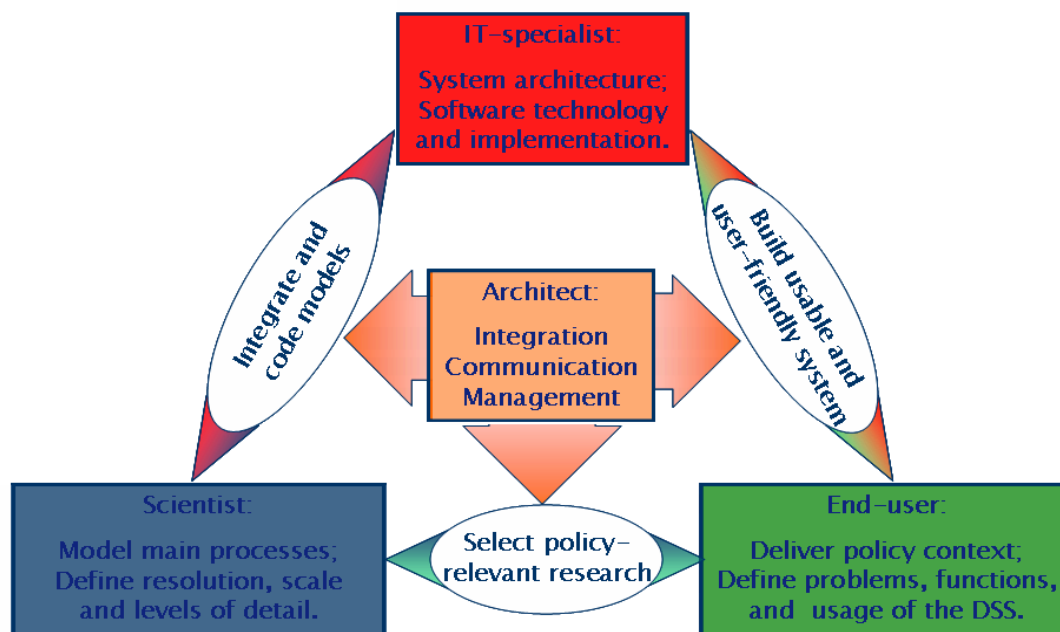 IT-specialist:
System architecture;
Software technology
and implementation.
Integrate and
code models
Build usable and
user-friendly system
Architect:
Integration
Communication
Management
Scientist:
Model main processes;
Define resolution, scale
and levels of detail.
Select policy-
relevant research
End-user:
Deliver policy context;
Define problems, functions,
and usage of the DSS.